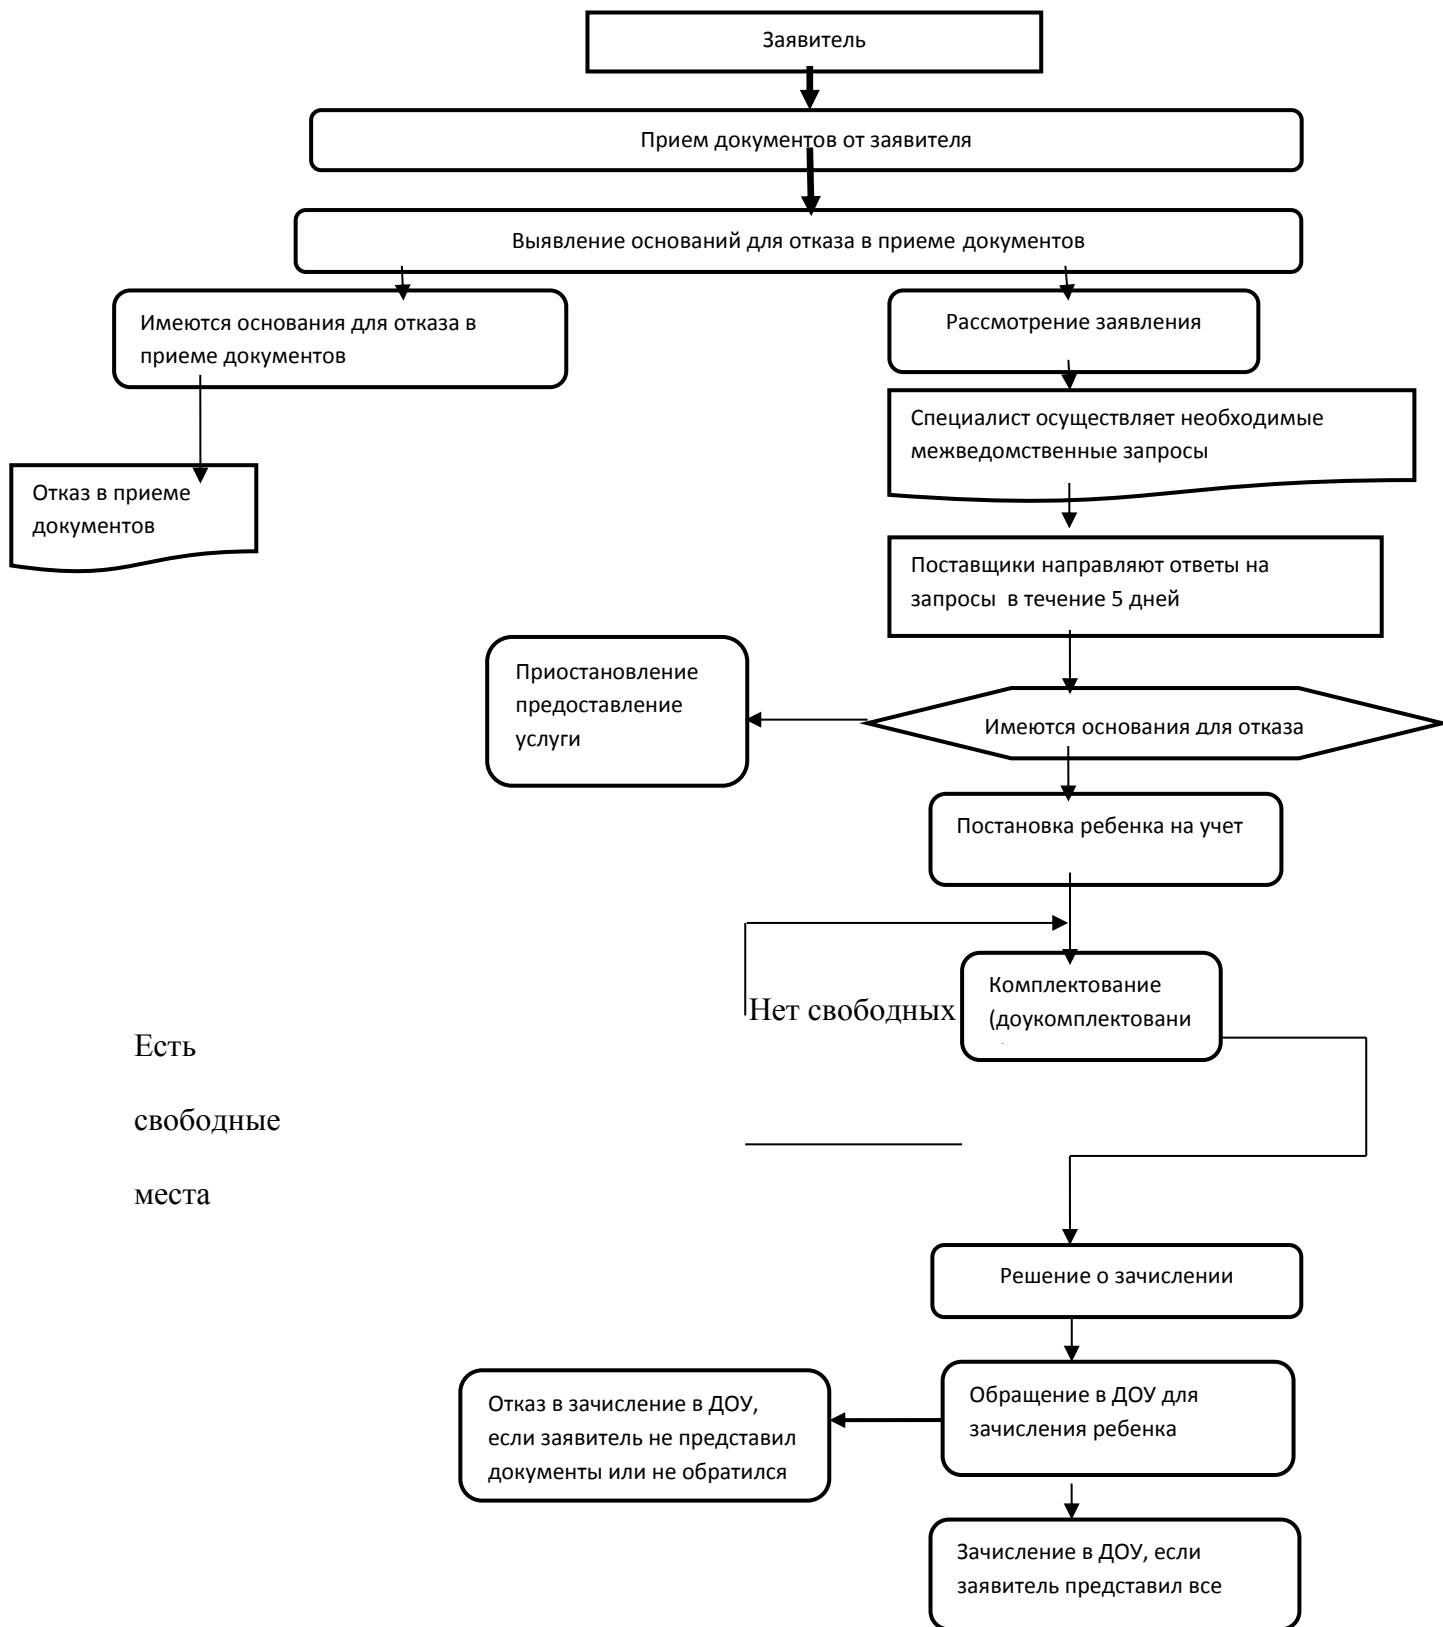 Заявитель
Прием документов от заявителя
Выявление оснований для отказа в приеме документов
Имеются основания для отказа в
приеме документов
Рассмотрение заявления
Специалист осуществляет необходимые
межведомственные запросы
Отказ в приеме
документов
Поставщики направляют ответы на
запросы в течение 5 дней
Приостановление
предоставление
услуги
Имеются основания для отказа
Постановка ребенка на учет
Нет свободных
Комплектование
(доукомплектовани
Есть
свободные
места
Решение о зачислении
Отказ в зачисление в ДОУ,
если заявитель не представил
документы или не обратился
Обращение в ДОУ для
зачисления ребенка
Зачисление в ДОУ, если
заявитель представил все